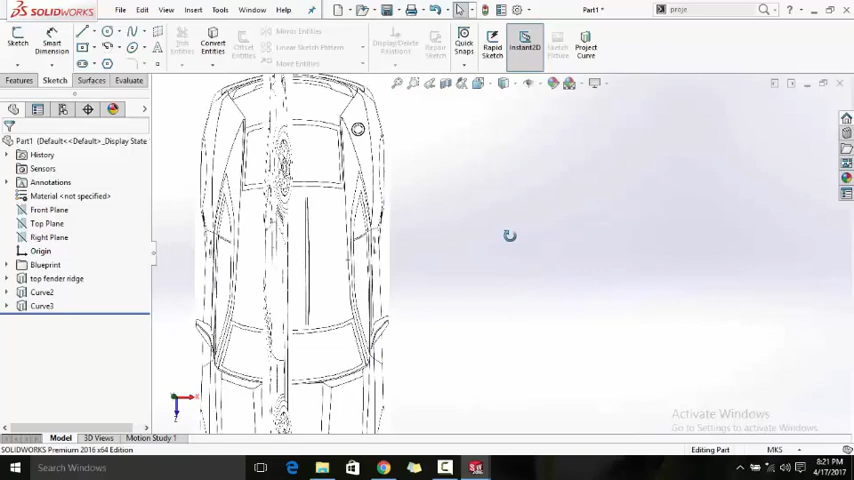 SOLIDWORKS File Edit View Insert Tools Window Help Part1 * proje
Sketch Smart Dimension Trim Entities Convert Entities Offset Entities Mirror Entities Linear Sketch Pattern Move Entities Display/Delete Relations Repair Sketch Quick Snaps Rapid Sketch Instant2D Sketch Picture Project Curve
Features Sketch Surfaces Evaluate
Part1 (Default<<Default>_Display State
History
Sensors
Annotations
Material <not specified>
Front Plane
Top Plane
Right Plane
Origin
Blueprint
top fender ridge
Curve2
Curve3
X
Z
Activate Windows
Go to Settings to activate Windows.
Model 3D Views Motion Study 1
SOLIDWORKS Premium 2016 x64 Edition Editing Part MKS
Search Windows
8:21 PM
4/17/2017